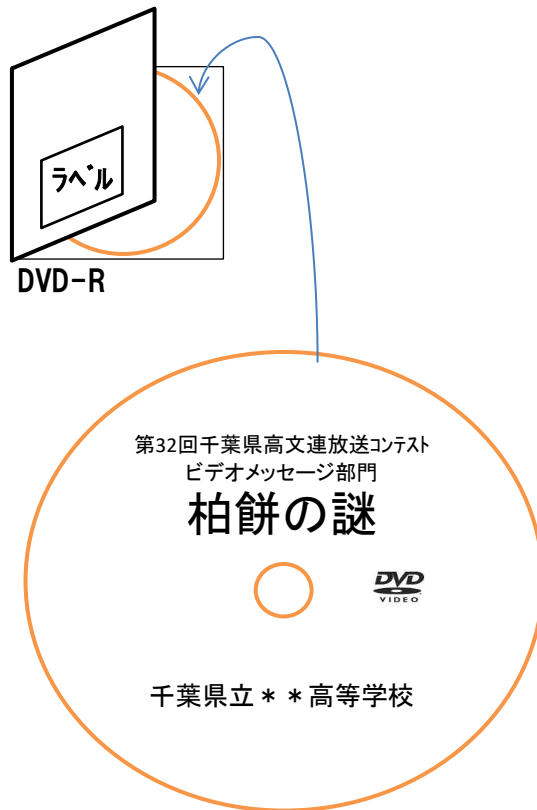 ラベル
DVD-R
第32回千葉県高文連放送コンテスト
ビデオメッセージ部門
柏餅の謎
DVD
VIDEO
千葉県立＊＊高等学校